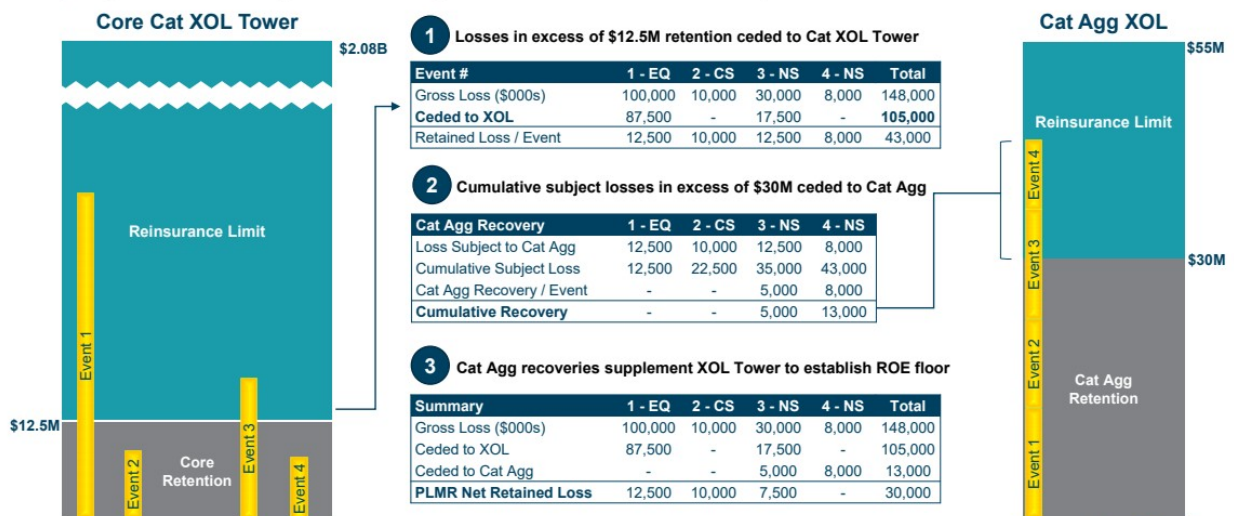 Core Cat XOL Tower
$2.08B
Reinsurance Limit
Event 1
$12.5M
Event 2
Core
Retention
Event 3
Event 4
1 Losses in excess of $12.5M retention ceded to Cat XOL Tower
Event # 1 - EQ 2 - CS 3 - NS 4 - NS Total
Gross Loss ($000s) 100,000 10,000 30,000 8,000 148,000
Ceded to XOL 87,500 - 17,500 - 105,000
Retained Loss / Event 12,500 10,000 12,500 8,000 43,000
2 Cumulative subject losses in excess of $30M ceded to Cat Agg
Cat Agg Recovery 1 - EQ 2 - CS 3 - NS 4 - NS
Loss Subject to Cat Agg 12,500 10,000 12,500 8,000
Cumulative Subject Loss 12,500 22,500 35,000 43,000
Cat Agg Recovery / Event - - 5,000 8,000
Cumulative Recovery - - 5,000 13,000
3 Cat Agg recoveries supplement XOL Tower to establish ROE floor
Summary 1 - EQ 2 - CS 3 - NS 4 - NS Total
Gross Loss ($000s) 100,000 10,000 30,000 8,000 148,000
Ceded to XOL 87,500 - 17,500 - 105,000
Ceded to Cat Agg - - 5,000 8,000 13,000
PLMR Net Retained Loss 12,500 10,000 7,500 - 30,000
Cat Agg XOL
$55M
Reinsurance Limit
Event 4
Event 3
$30M
Event 2
Cat Agg
Retention
Event 1